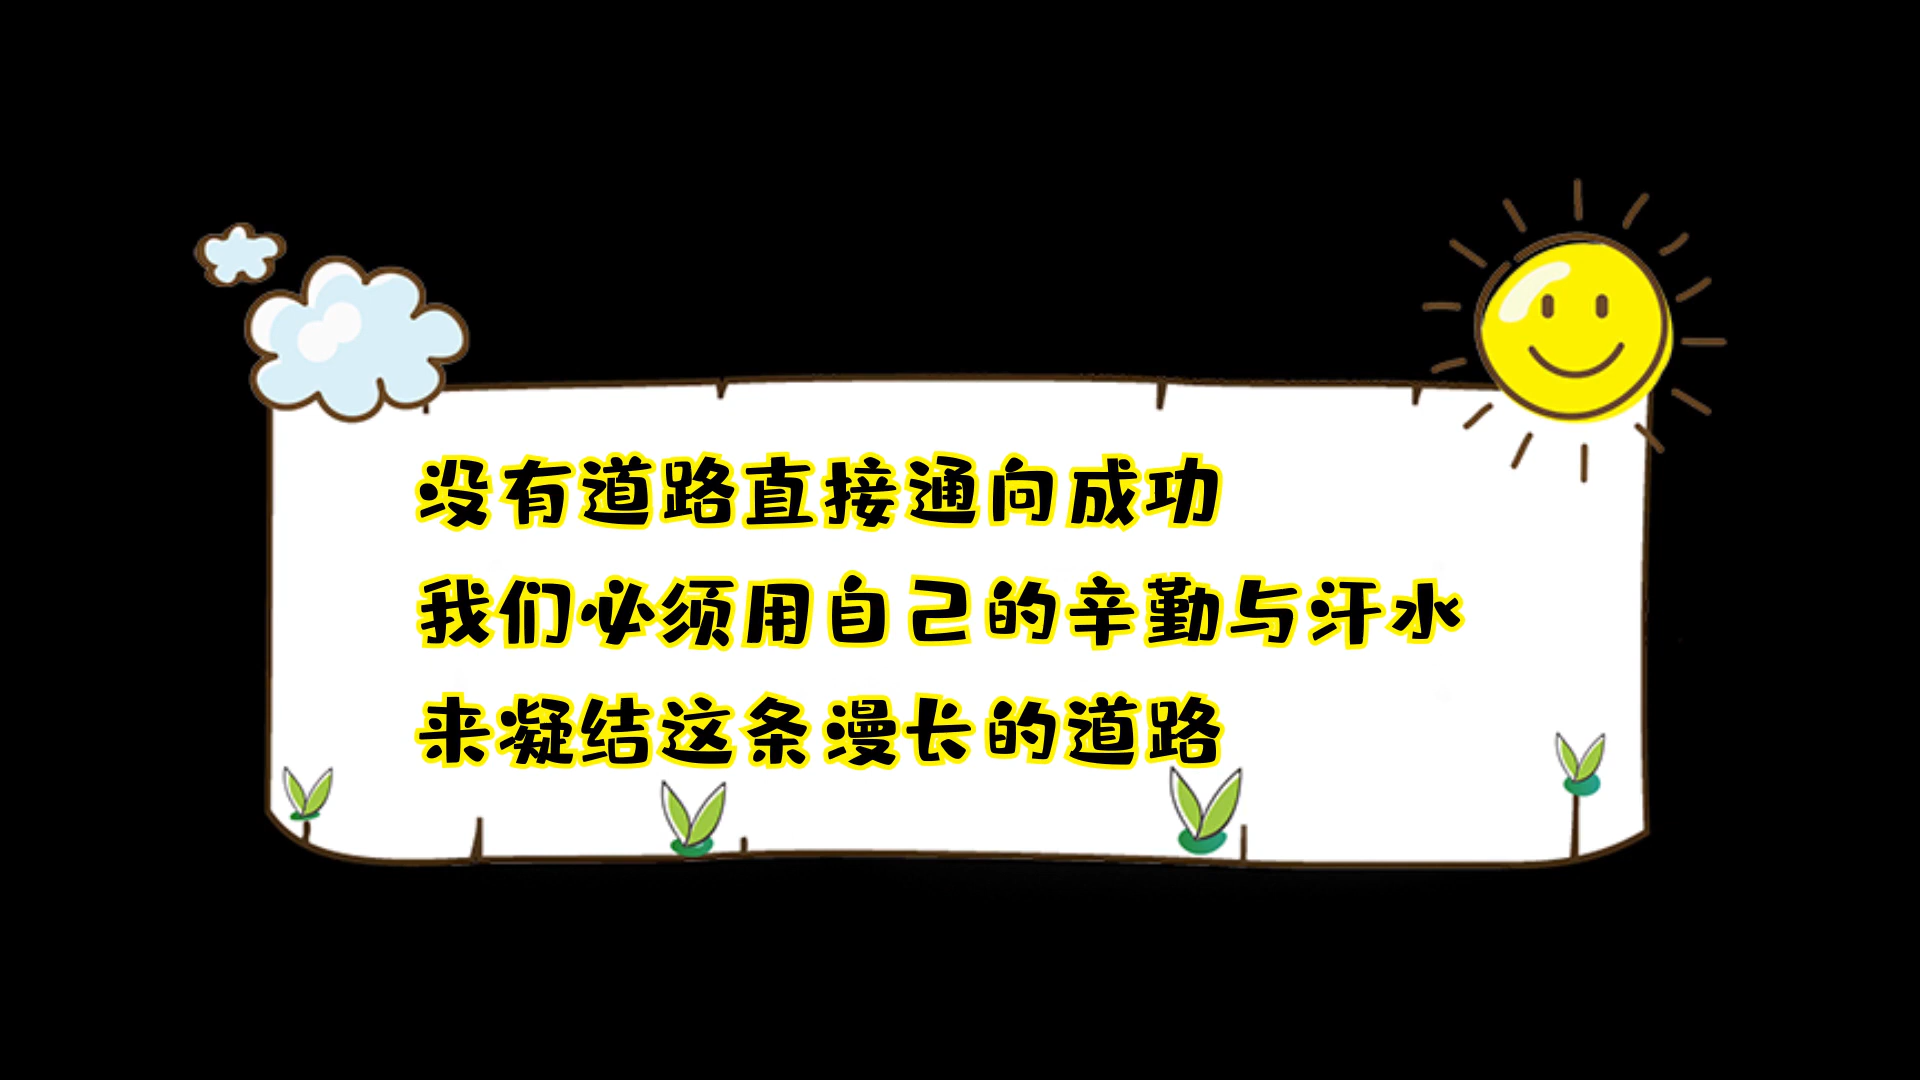 没有道路直接通向成功
我们必须用自己的辛勤与汗水
来凝结这条漫长的道路